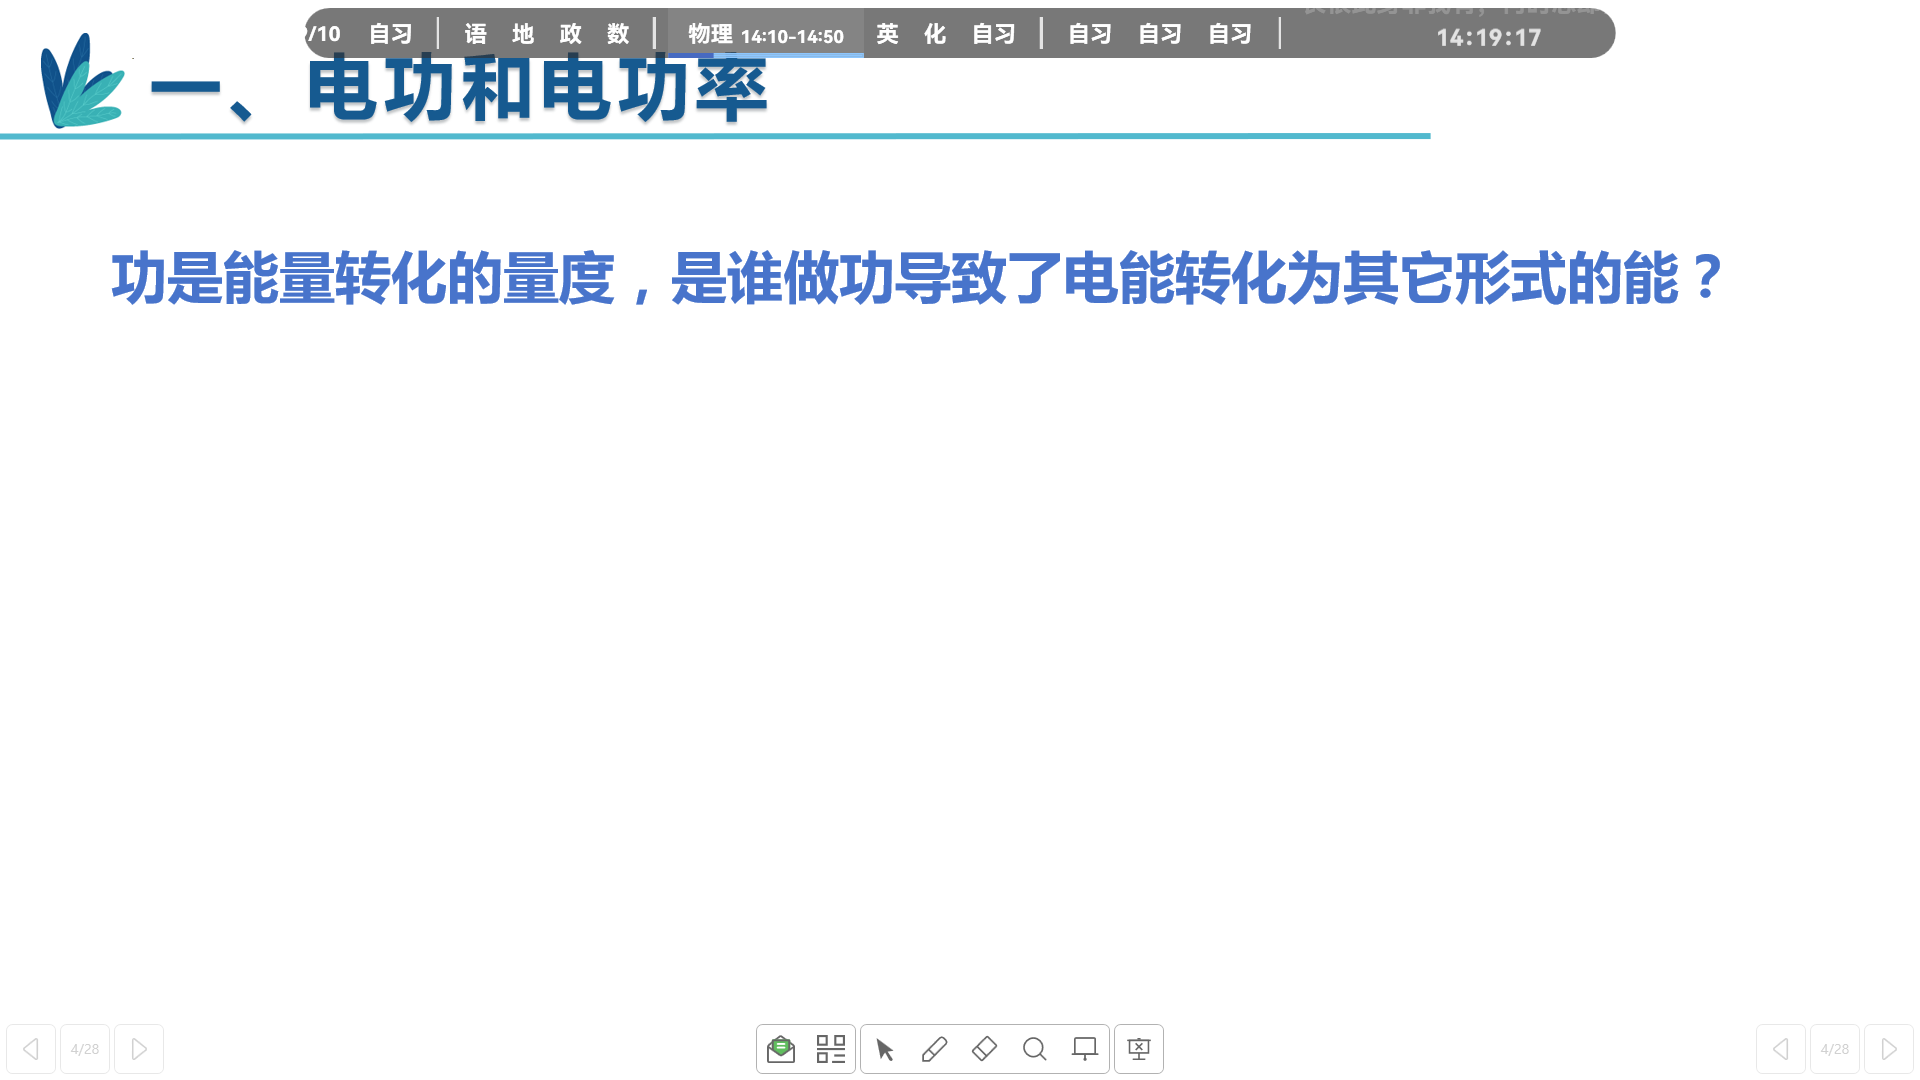 /10 自习 语 地 政 数 物理 14:10-14:50 英 化 自习 自习 自习 自习
14:19:17
一、电功和电功率
功是能量转化的量度，是谁做功导致了电能转化为其它形式的能？
4/28
4/28